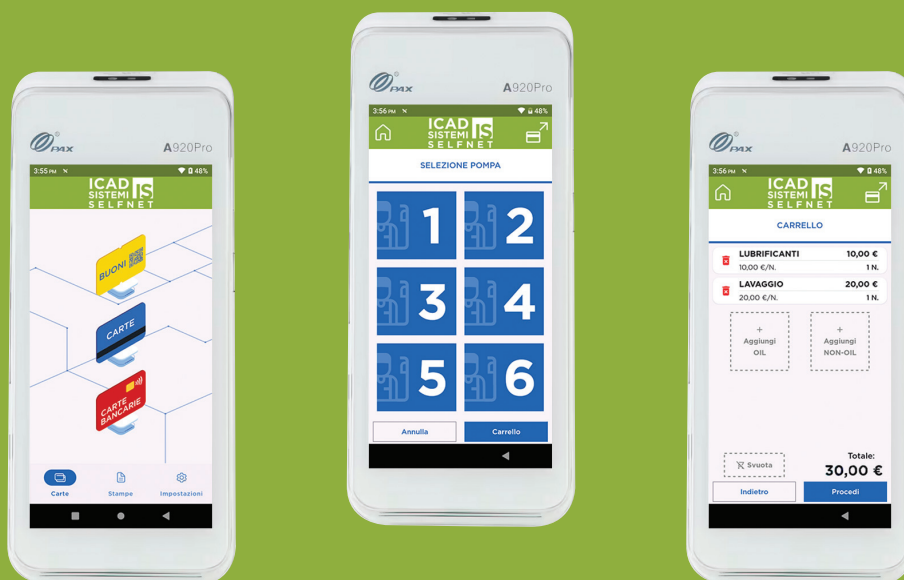 PAX
A920Pro
3:55 PM
48%
ICAD
SISTEMI IS
SELFNET
BUONI
CARTE
CARTE
BANCARIE
Carte
Stampe
Impostazioni
PAX
A920Pro
3:56 PM
48%
ICAD
SISTEMI IS
SELFNET
SELEZIONE POMPA
1
2
3
4
5
6
Annulla
Carrello
PAX
A920Pro
3:56 PM
48%
ICAD
SISTEMI IS
SELFNET
CARRELLO
LUBRIFICANTI 10,00 €
10,00 €/N. 1 N.
LAVAGGIO 20,00 €
20,00 €/N. 1 N.
+
Aggiungi
OIL
+
Aggiungi
NON-OIL
Svuota
Totale:
30,00 €
Indietro
Procedi